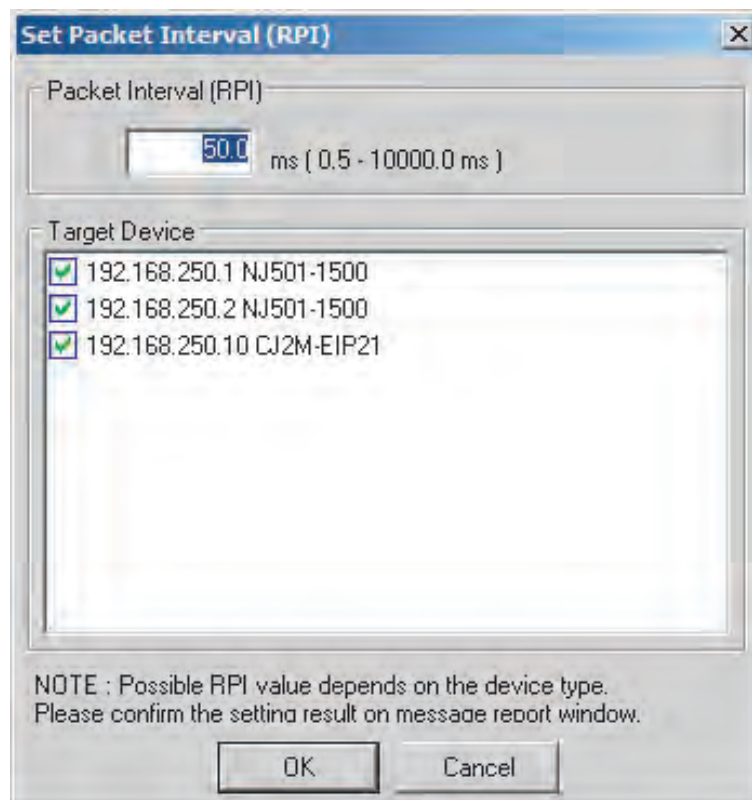 Set Packet Interval (RPI)
Packet Interval (RPI)
50.0 ms ( 0.5 - 10000.0 ms )
Target Device
192.168.250.1 NJ501-1500
192.168.250.2 NJ501-1500
192.168.250.10 CJ2M-EIP21
NOTE : Possible RPI value depends on the device type.
Please confirm the setting result on message report window.
OK Cancel